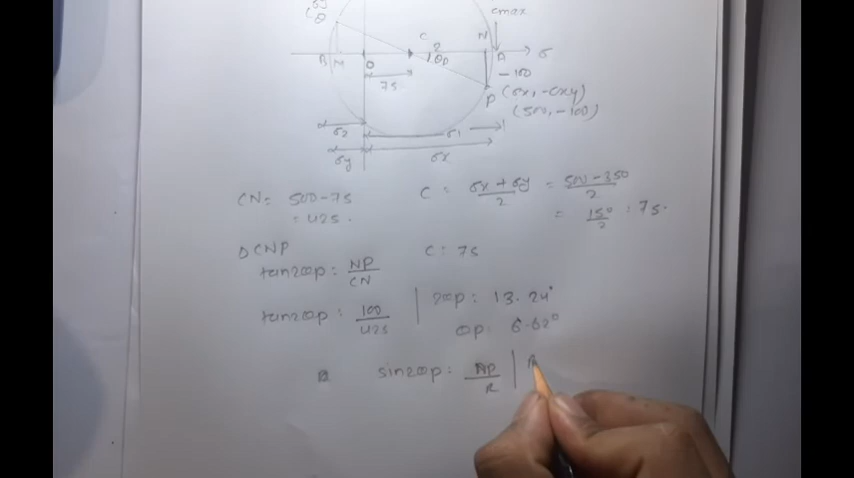 τmax
C N
B M O 2θp A σ
75 -100
P (σx, -τxy)
(500, -100)
σ2 σ1
σy σx
CN = 500-75 C = σx + σy / 2 = 500-350 / 2
= 425. = 150 / 2 = 75.
Δ CNP C = 75
tan2θp = NP / CN
tan2θp = 100 / 425 | 2θp = 13.24°
θp = 6.62°
sin2θp = NP / R | R